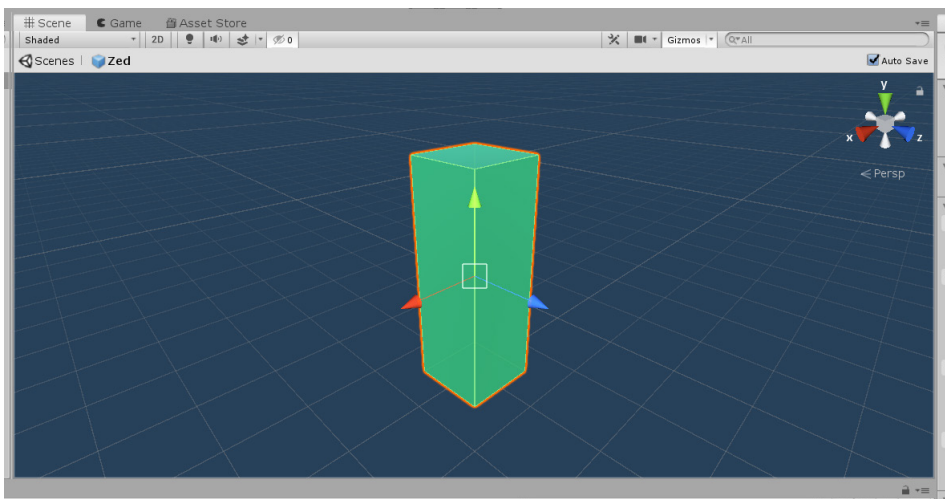 Scene Game Asset Store
Shaded 2D 0 Gizmos All
Scenes Zed Auto Save
y
x z
Persp